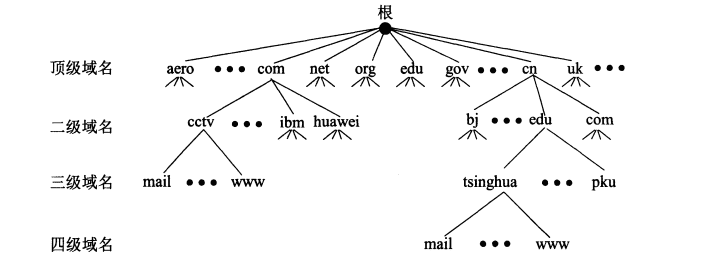 根
顶级域名 aero ••• com net org edu gov ••• cn uk •••
二级域名 cctv ••• ibm huawei bj ••• edu com
三级域名 mail ••• www tsinghua ••• pku
四级域名 mail ••• www